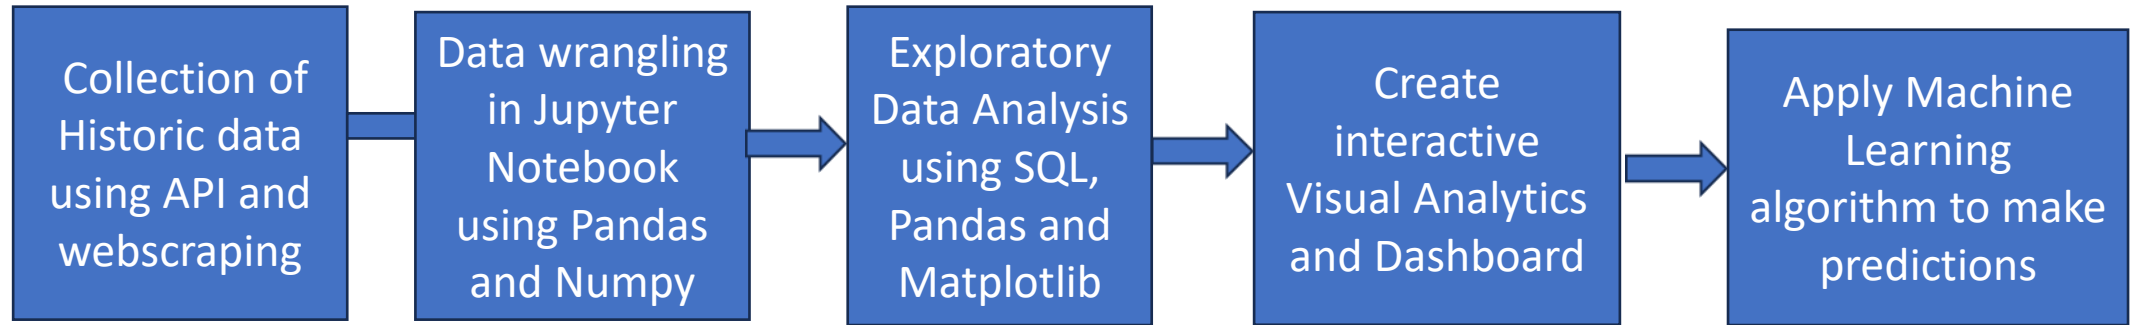 Collection of
Historic data
using API and
webscraping
Data wrangling
in Jupyter
Notebook
using Pandas
and Numpy
Exploratory
Data Analysis
using SQL,
Pandas and
Matplotlib
Create
interactive
Visual Analytics
and Dashboard
Apply Machine
Learning
algorithm to make
predictions